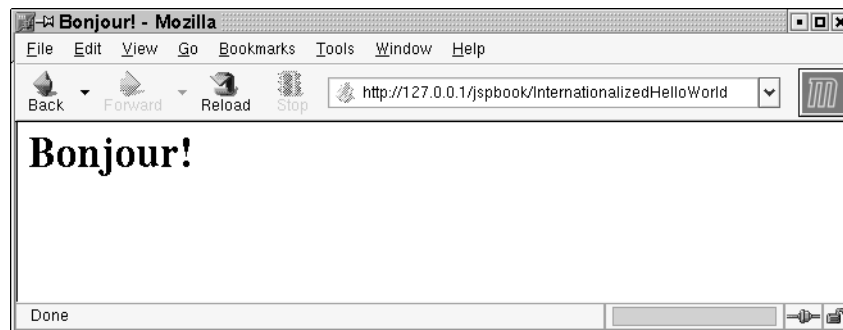 Bonjour! - Mozilla
File Edit View Go Bookmarks Tools Window Help
Back Forward Reload Stop http://127.0.0.1/jspbook/InternationalizedHelloWorld
Bonjour!
Done